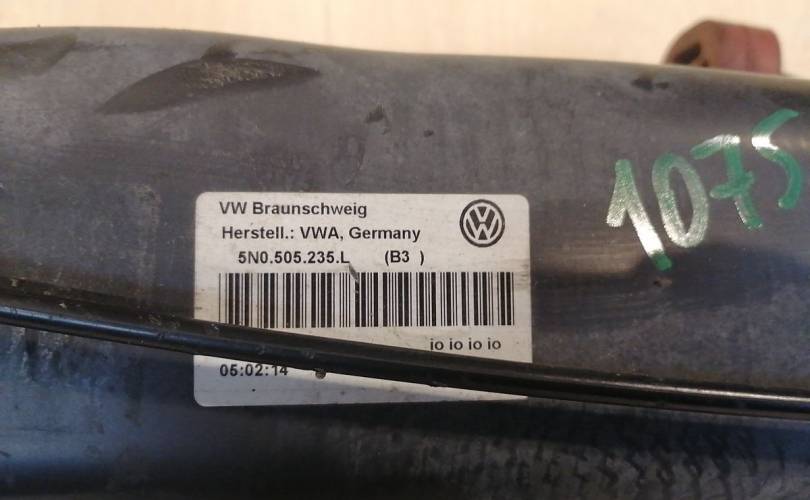 VW Braunschweig
Herstell.: VWA, Germany
5N0.505.235.L (B3 )
io io io io
05:02:14
1075